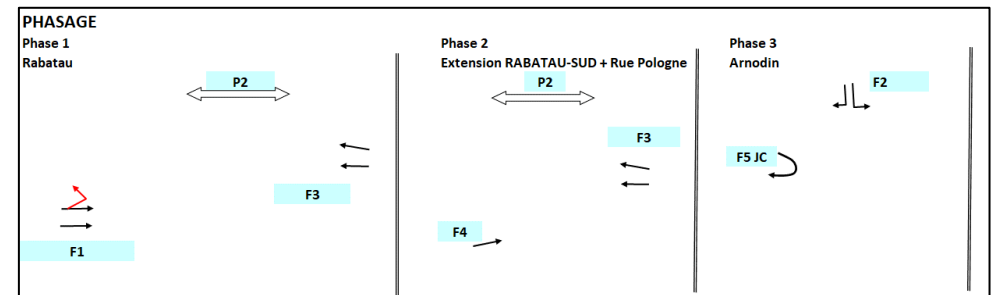 PHASAGE
Phase 1
Rabatau
P2
F3
F1
Phase 2
Extension RABATAU-SUD + Rue Pologne
P2
F3
F4
Phase 3
Arnodin
F2
F5 JC